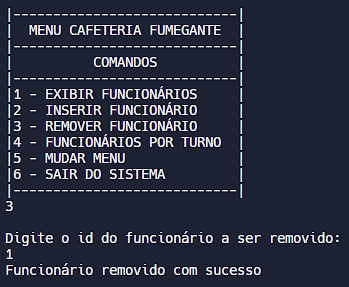 |----------------------------|
|  MENU CAFETERIA FUMEGANTE  |
|----------------------------|
|          COMANDOS          |
|----------------------------|
|1 - EXIBIR FUNCIONÁRIOS     |
|2 - INSERIR FUNCIONÁRIO     |
|3 - REMOVER FUNCIONÁRIO     |
|4 - FUNCIONÁRIOS POR TURNO  |
|5 - MUDAR MENU              |
|6 - SAIR DO SISTEMA         |
|----------------------------|
3
Digite o id do funcionário a ser removido:
1
Funcionário removido com sucesso